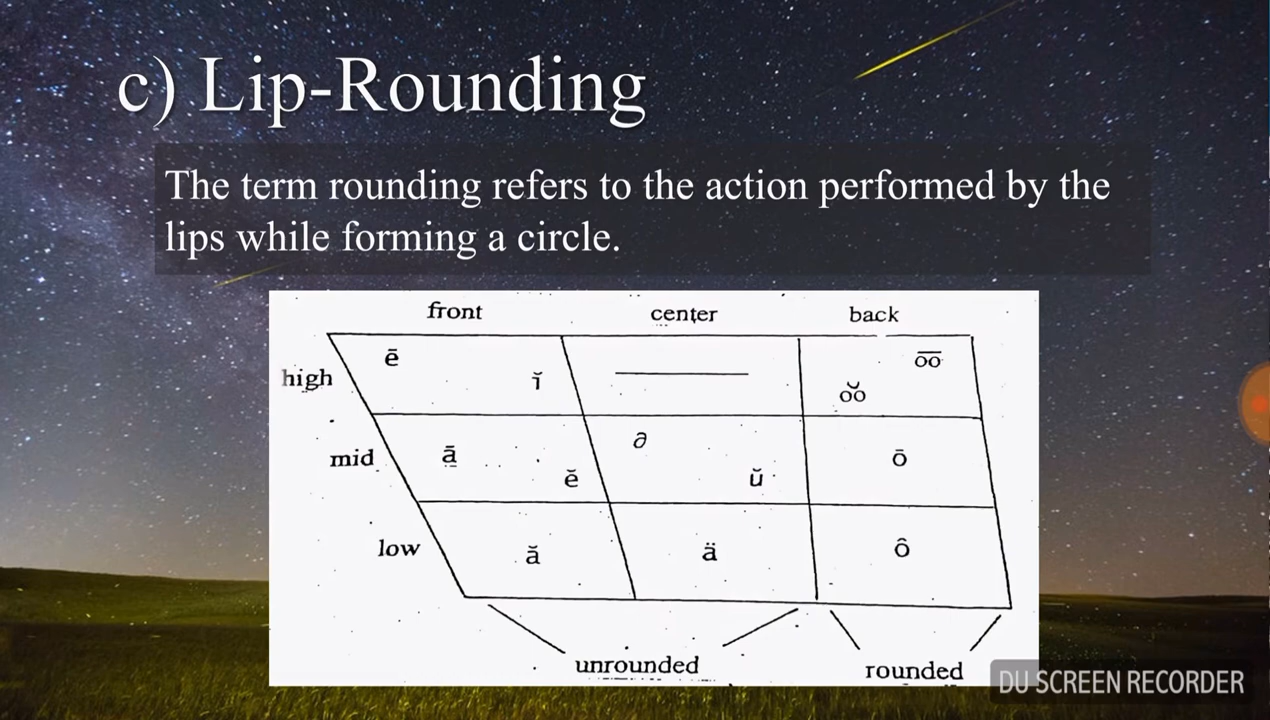 c) Lip-Rounding
The term rounding refers to the action performed by the
lips while forming a circle.
front center back
high ē ĭ o͞o o͝o
mid ā ĕ ə ŭ ō
low ă ä ô
unrounded rounded
DU SCREEN RECORDER